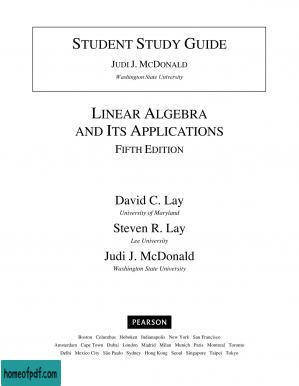 STUDENT STUDY GUIDE
JUDI J. MCDONALD
Washington State University
LINEAR ALGEBRA
AND ITS APPLICATIONS
FIFTH EDITION
David C. Lay
University of Maryland
Steven R. Lay
Lee University
Judi J. McDonald
Washington State University
PEARSON
Boston Columbus Hoboken Indianapolis New York San Francisco
Amsterdam Cape Town Dubai London Madrid Milan Munich Paris Montreal Toronto
Delhi Mexico City São Paulo Sydney Hong Kong Seoul Singapore Taipei Tokyo
homeofpdf.com